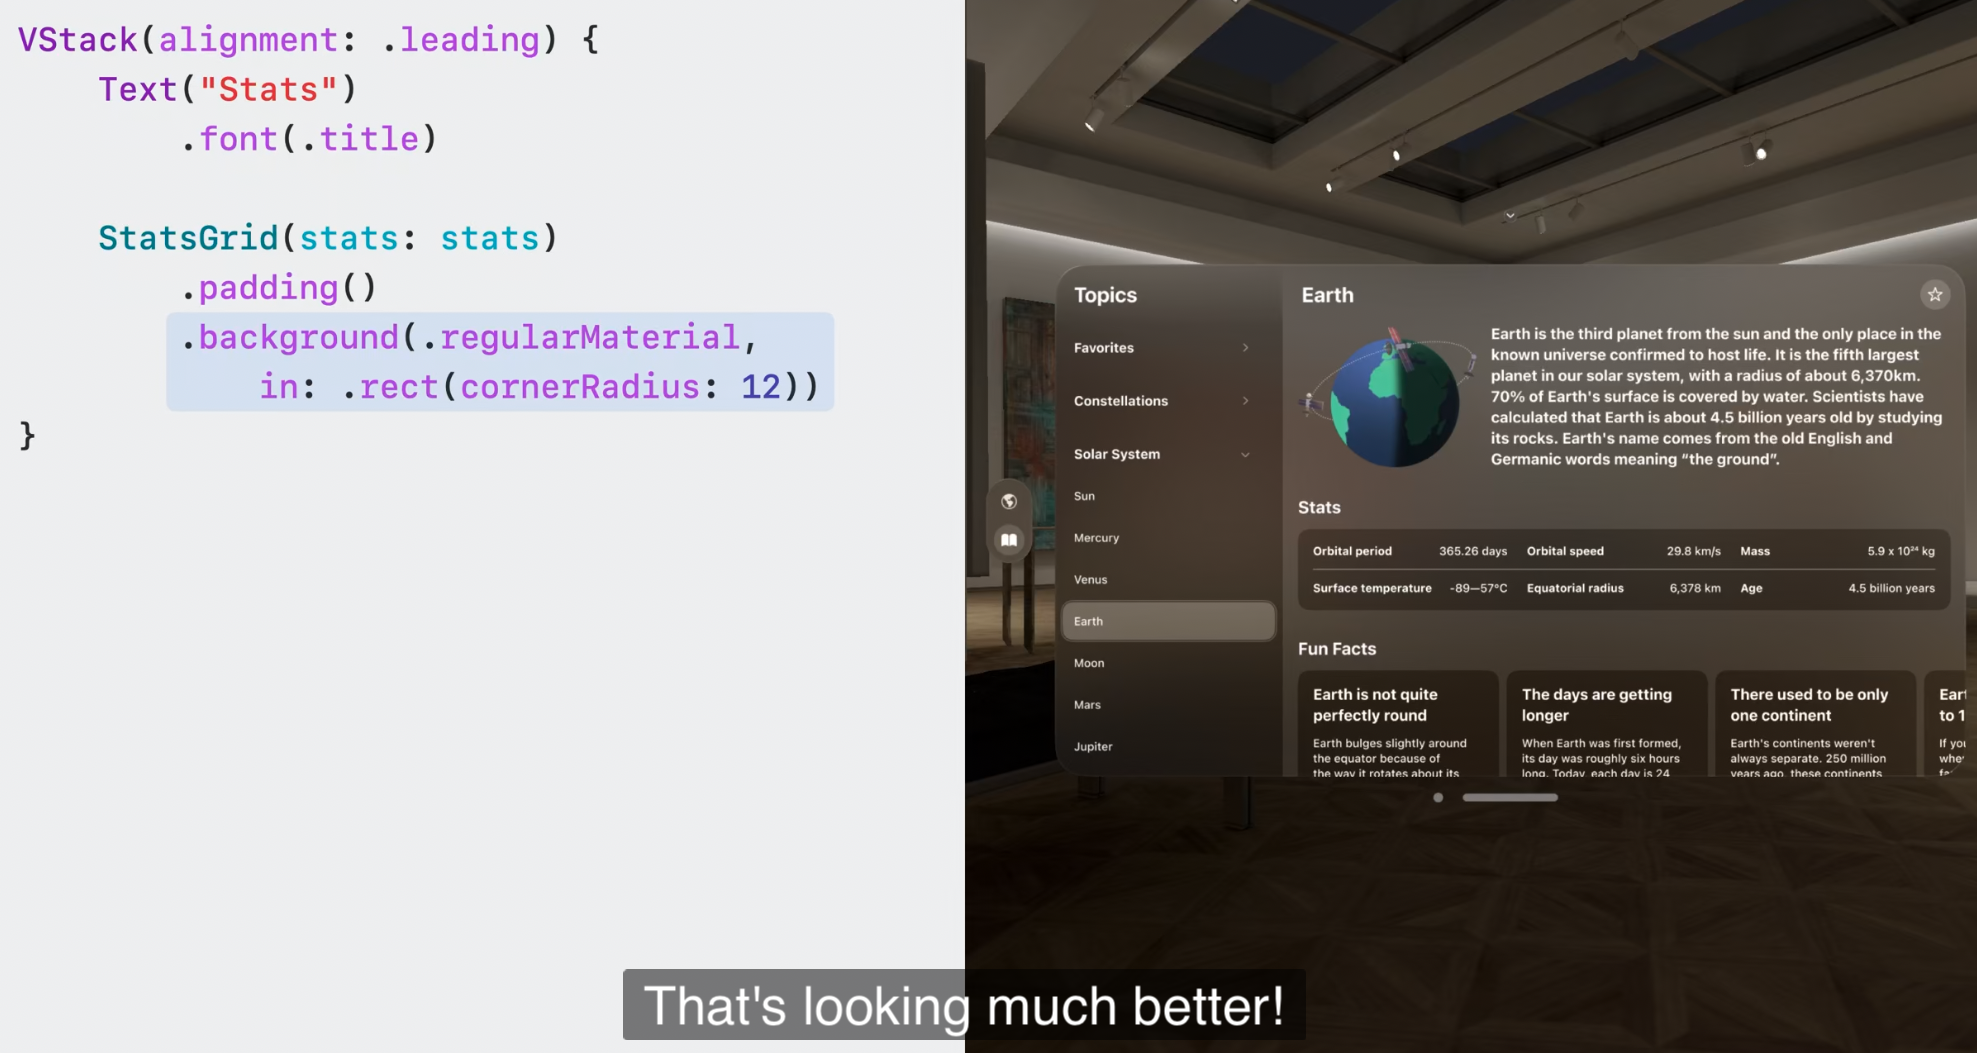 VStack(alignment: .leading) {
Text("Stats")
.font(.title)
StatsGrid(stats: stats)
.padding()
.background(.regularMaterial,
in: .rect(cornerRadius: 12))
}
Topics
Favorites
Constellations
Solar System
Sun
Mercury
Venus
Earth
Moon
Mars
Jupiter
Earth
Earth is the third planet from the sun and the only place in the
known universe confirmed to host life. It is the fifth largest
planet in our solar system, with a radius of about 6,370km.
70% of Earth's surface is covered by water. Scientists have
calculated that Earth is about 4.5 billion years old by studying
its rocks. Earth's name comes from the old English and
Germanic words meaning “the ground”.
Stats
Orbital period 365.26 days Orbital speed 29.8 km/s Mass 5.9 x 10²⁴ kg
Surface temperature -89—57°C Equatorial radius 6,378 km Age 4.5 billion years
Fun Facts
Earth is not quite
perfectly round
Earth bulges slightly around
the equator because of
the way it rotates about its
The days are getting
longer
When Earth was first formed,
its day was roughly six hours
long. Today, each day is 24
There used to be only
one continent
Earth's continents weren't
always separate. 250 million
years ago, these continents
to 1
If you
That's looking much better!